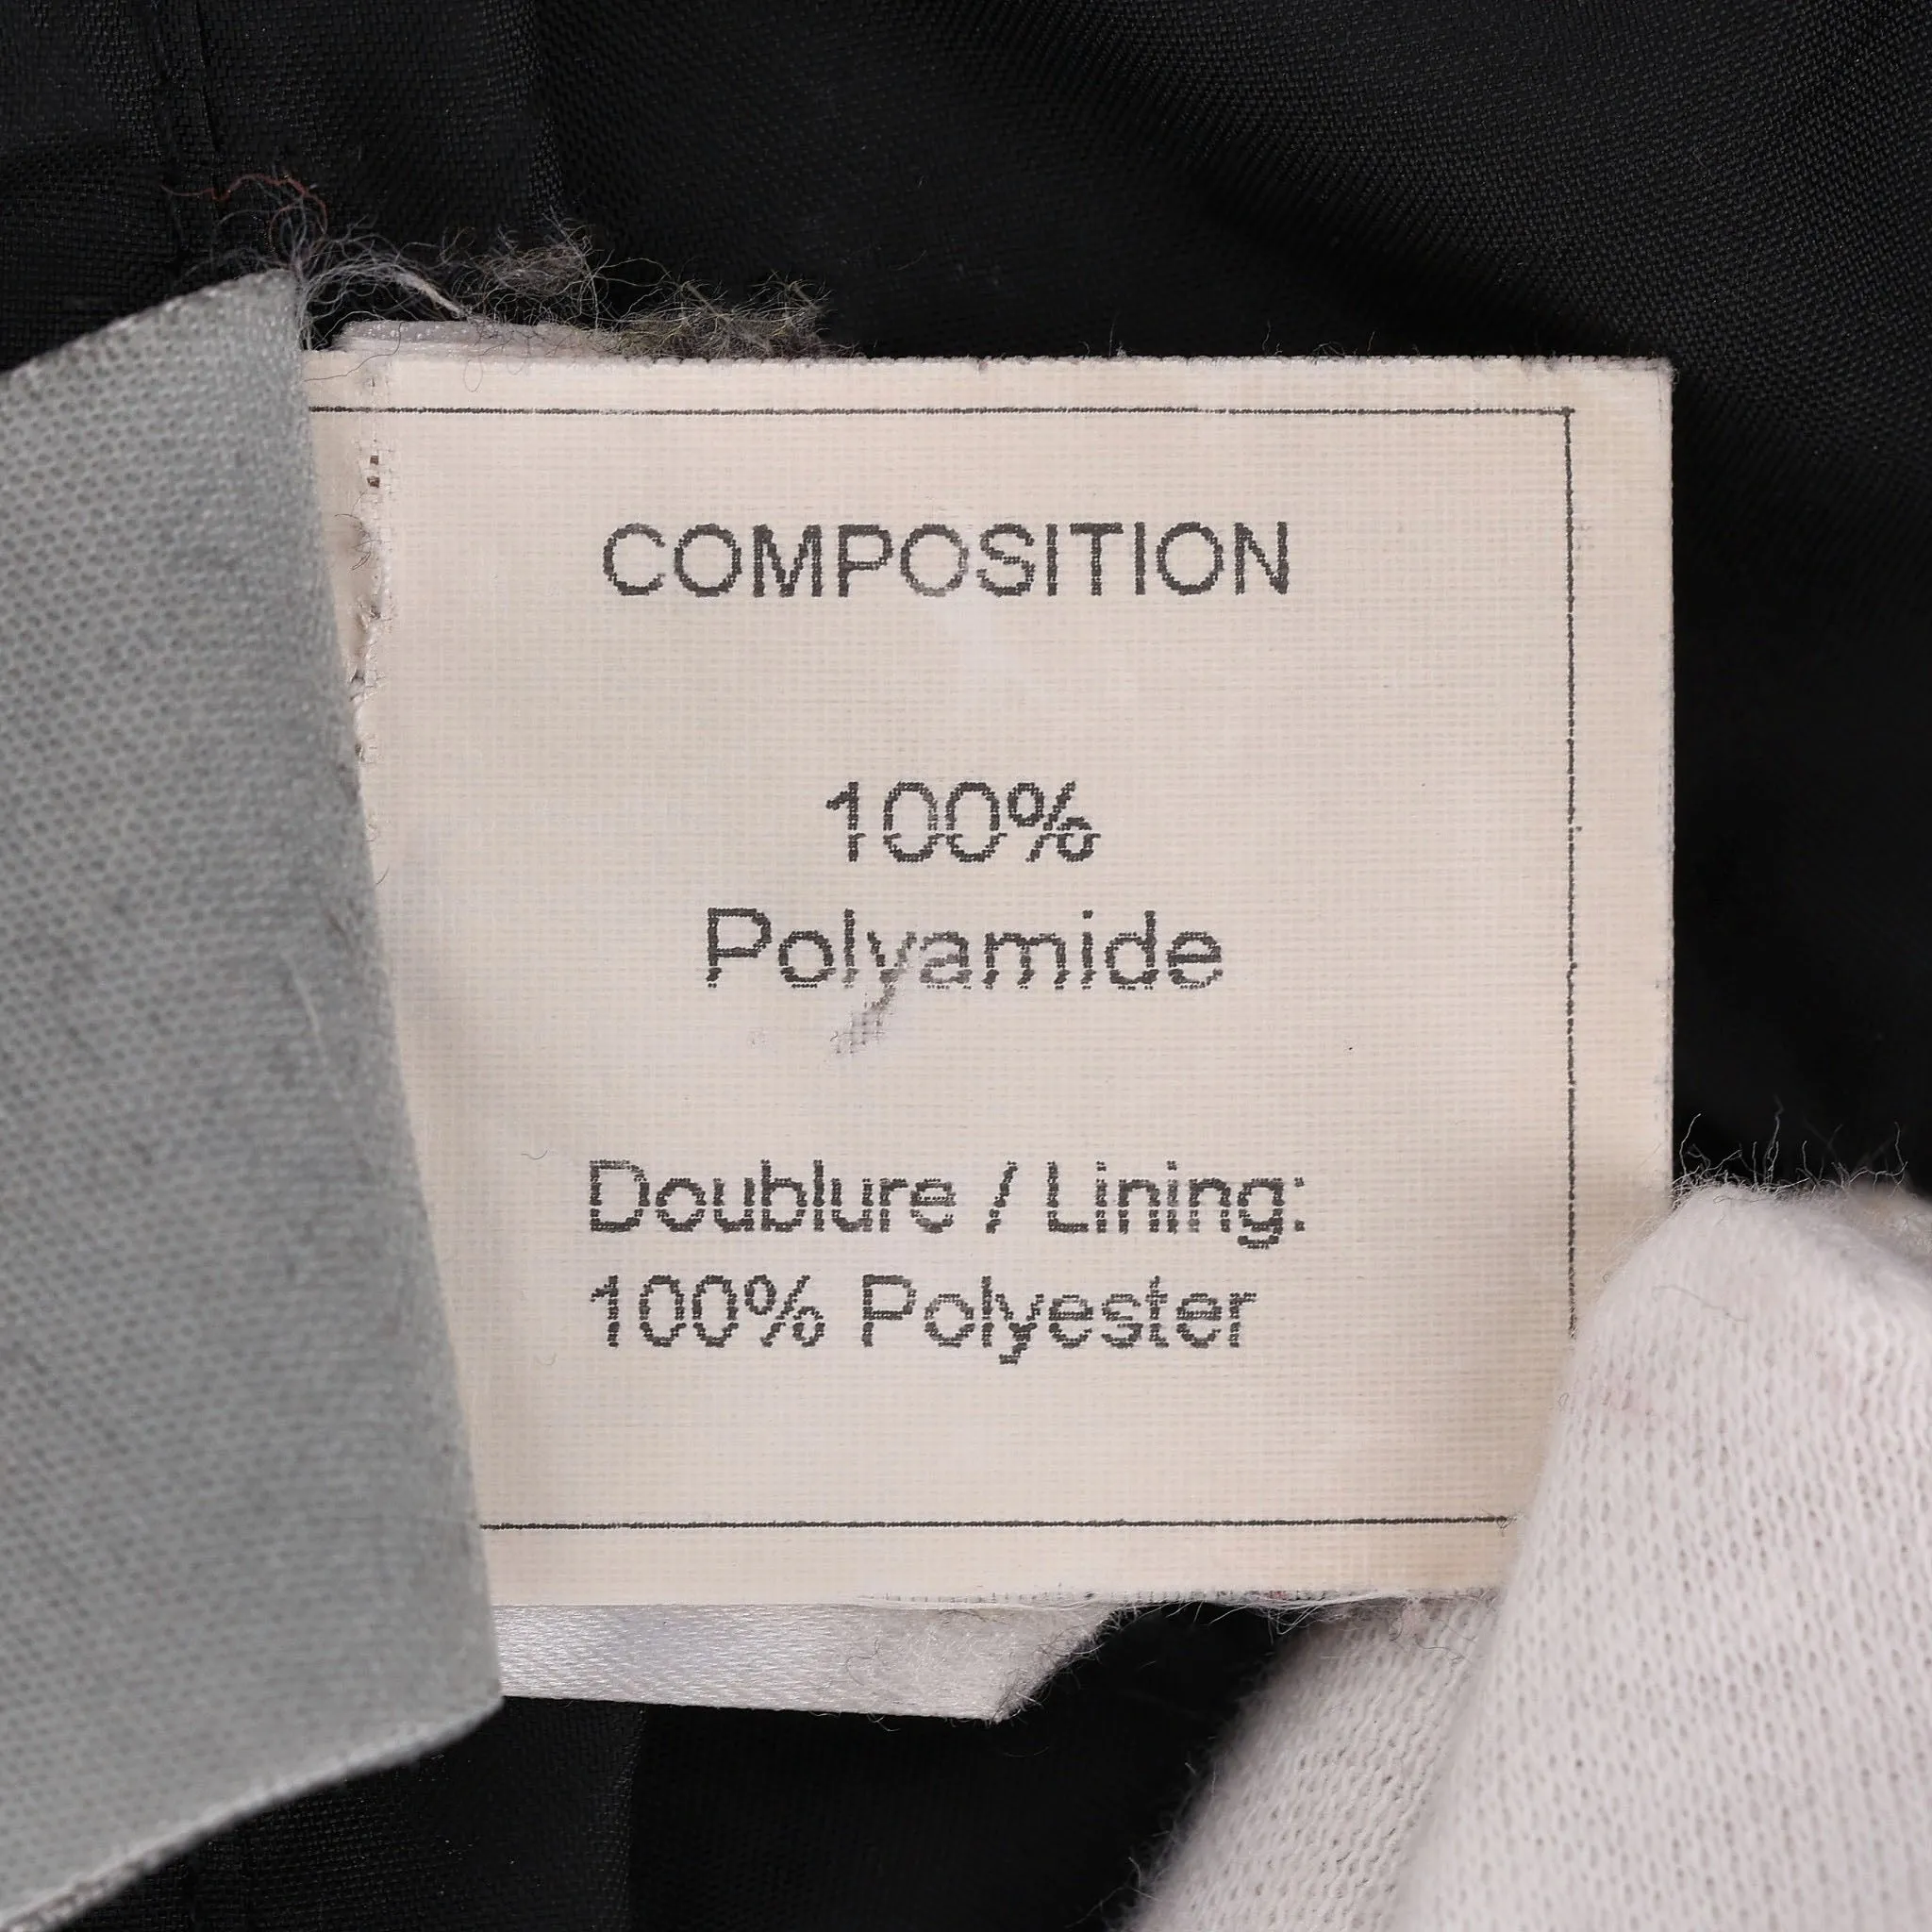 COMPOSITION
100%
Polyamide
Doublure / Lining:
100% Polyester